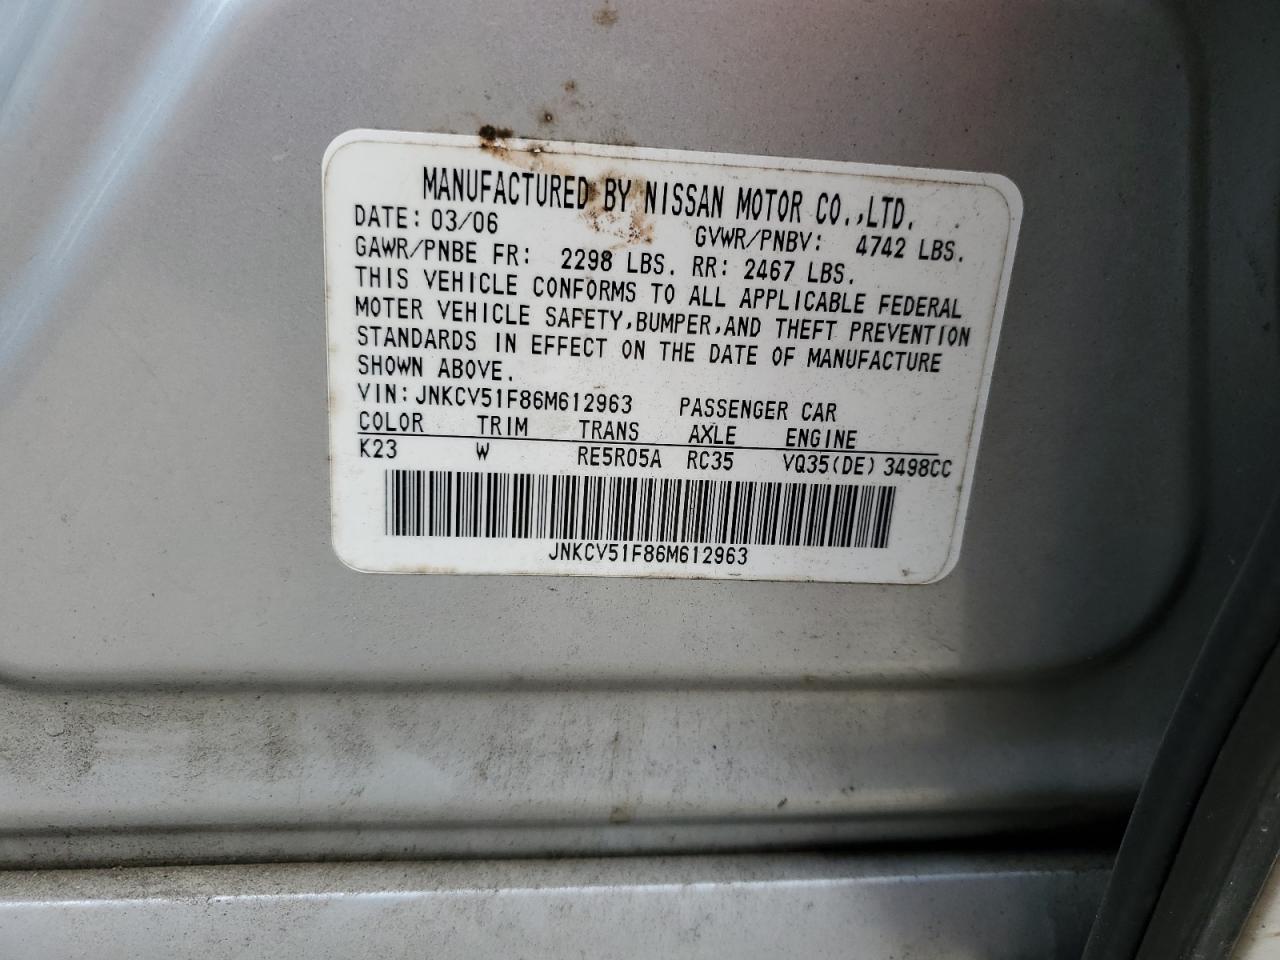 MANUFACTURED BY NISSAN MOTOR CO.,LTD.
DATE: 03/06 GVWR/PNBV: 4742 LBS.
GAWR/PNBE FR: 2298 LBS. RR: 2467 LBS.
THIS VEHICLE CONFORMS TO ALL APPLICABLE FEDERAL
MOTER VEHICLE SAFETY,BUMPER,AND THEFT PREVENTION
STANDARDS IN EFFECT ON THE DATE OF MANUFACTURE
SHOWN ABOVE.
VIN: JNKCV51F86M612963 PASSENGER CAR
COLOR TRIM TRANS AXLE ENGINE
K23 W RE5R05A RC35 VQ35(DE) 3498CC
JNKCV51F86M612963